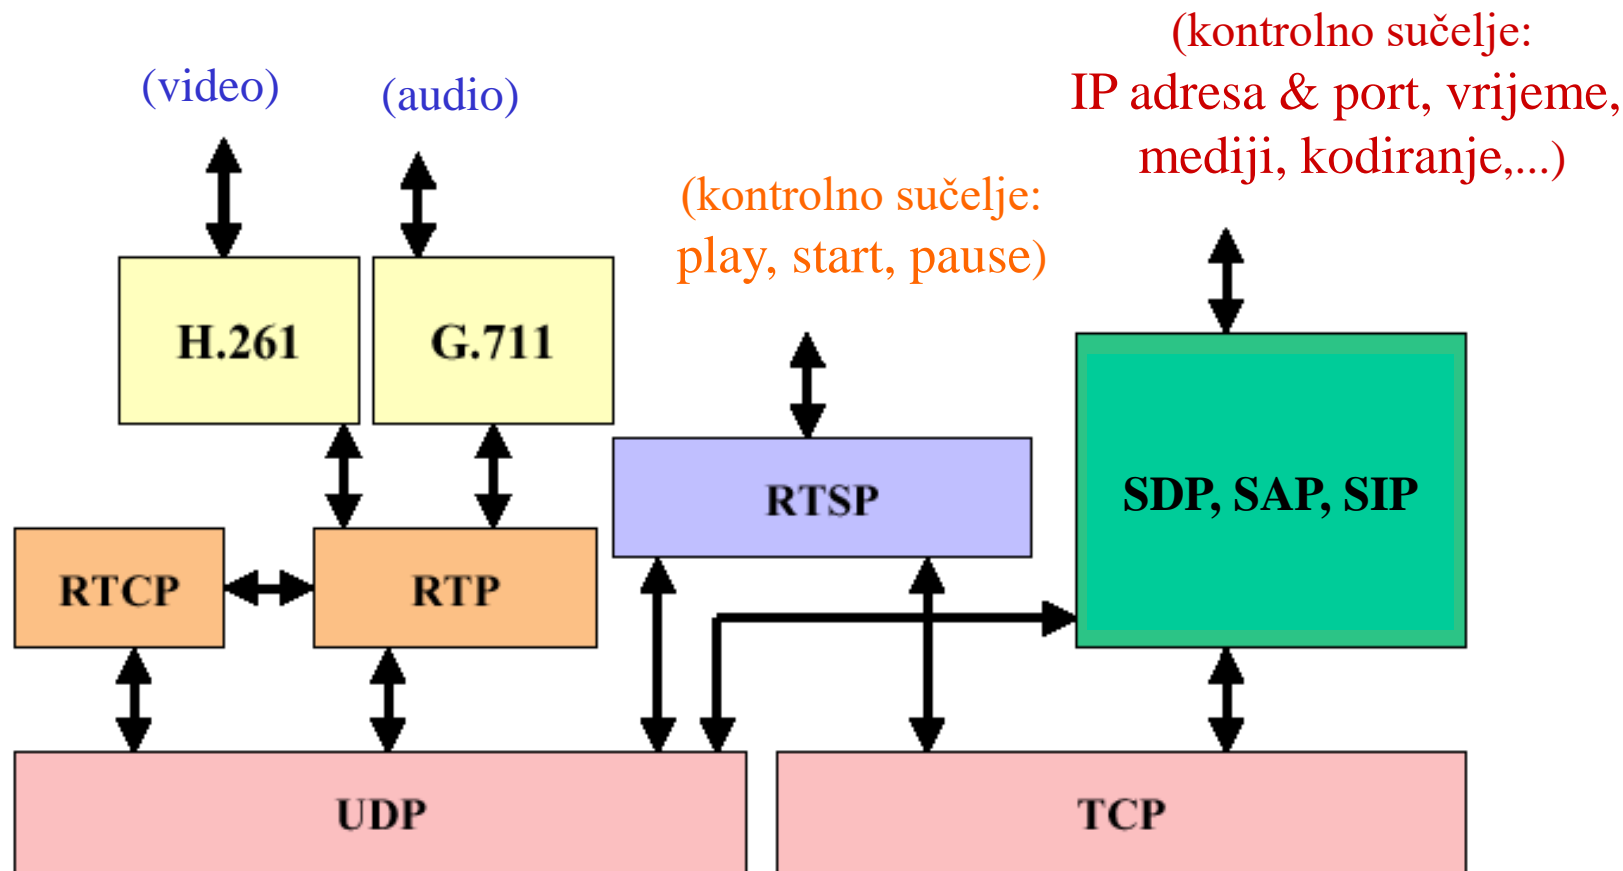 (kontrolno sučelje:
IP adresa & port, vrijeme,
mediji, kodiranje,...)
(video)
(audio)
(kontrolno sučelje:
play, start, pause)
H.261
G.711
RTSP
SDP, SAP, SIP
RTCP
RTP
UDP
TCP